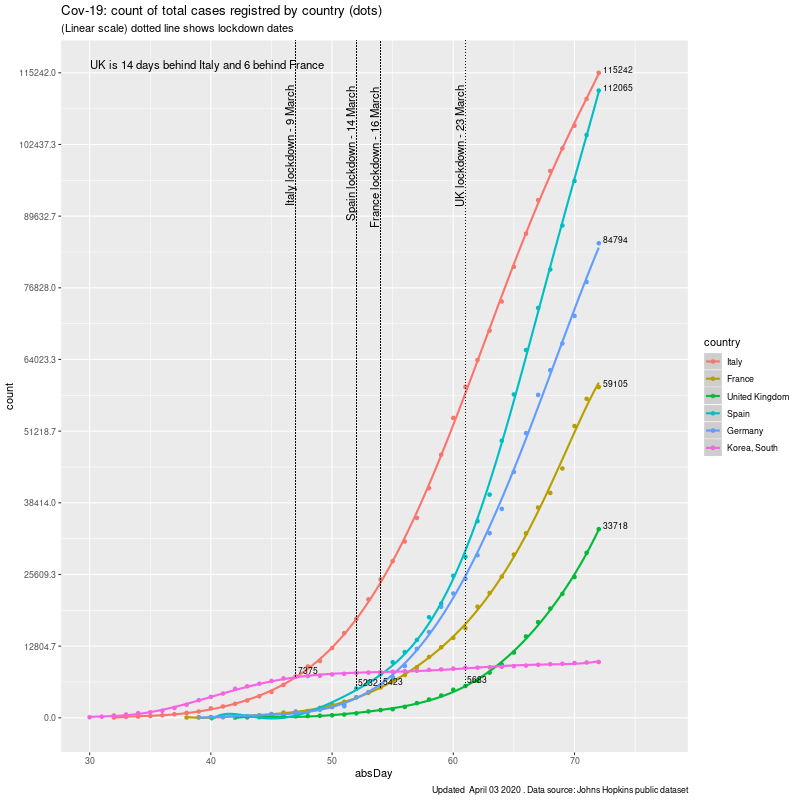 Cov-19: count of total cases registred by country (dots)
(Linear scale) dotted line shows lockdown dates
UK is 14 days behind Italy and 6 behind France
115242.0
102437.3
89632.7
76828.0
64023.3
51218.7
38414.0
25609.3
12804.7
0.0
count
Italy lockdown - 9 March
Spain lockdown - 14 March
France lockdown - 16 March
UK lockdown - 23 March
115242
112065
84794
59105
33718
7375
5232
5423
5683
30
40
50
60
70
absDay
country
Italy
France
United Kingdom
Spain
Germany
Korea, South
Updated April 03 2020 . Data source: Johns Hopkins public dataset